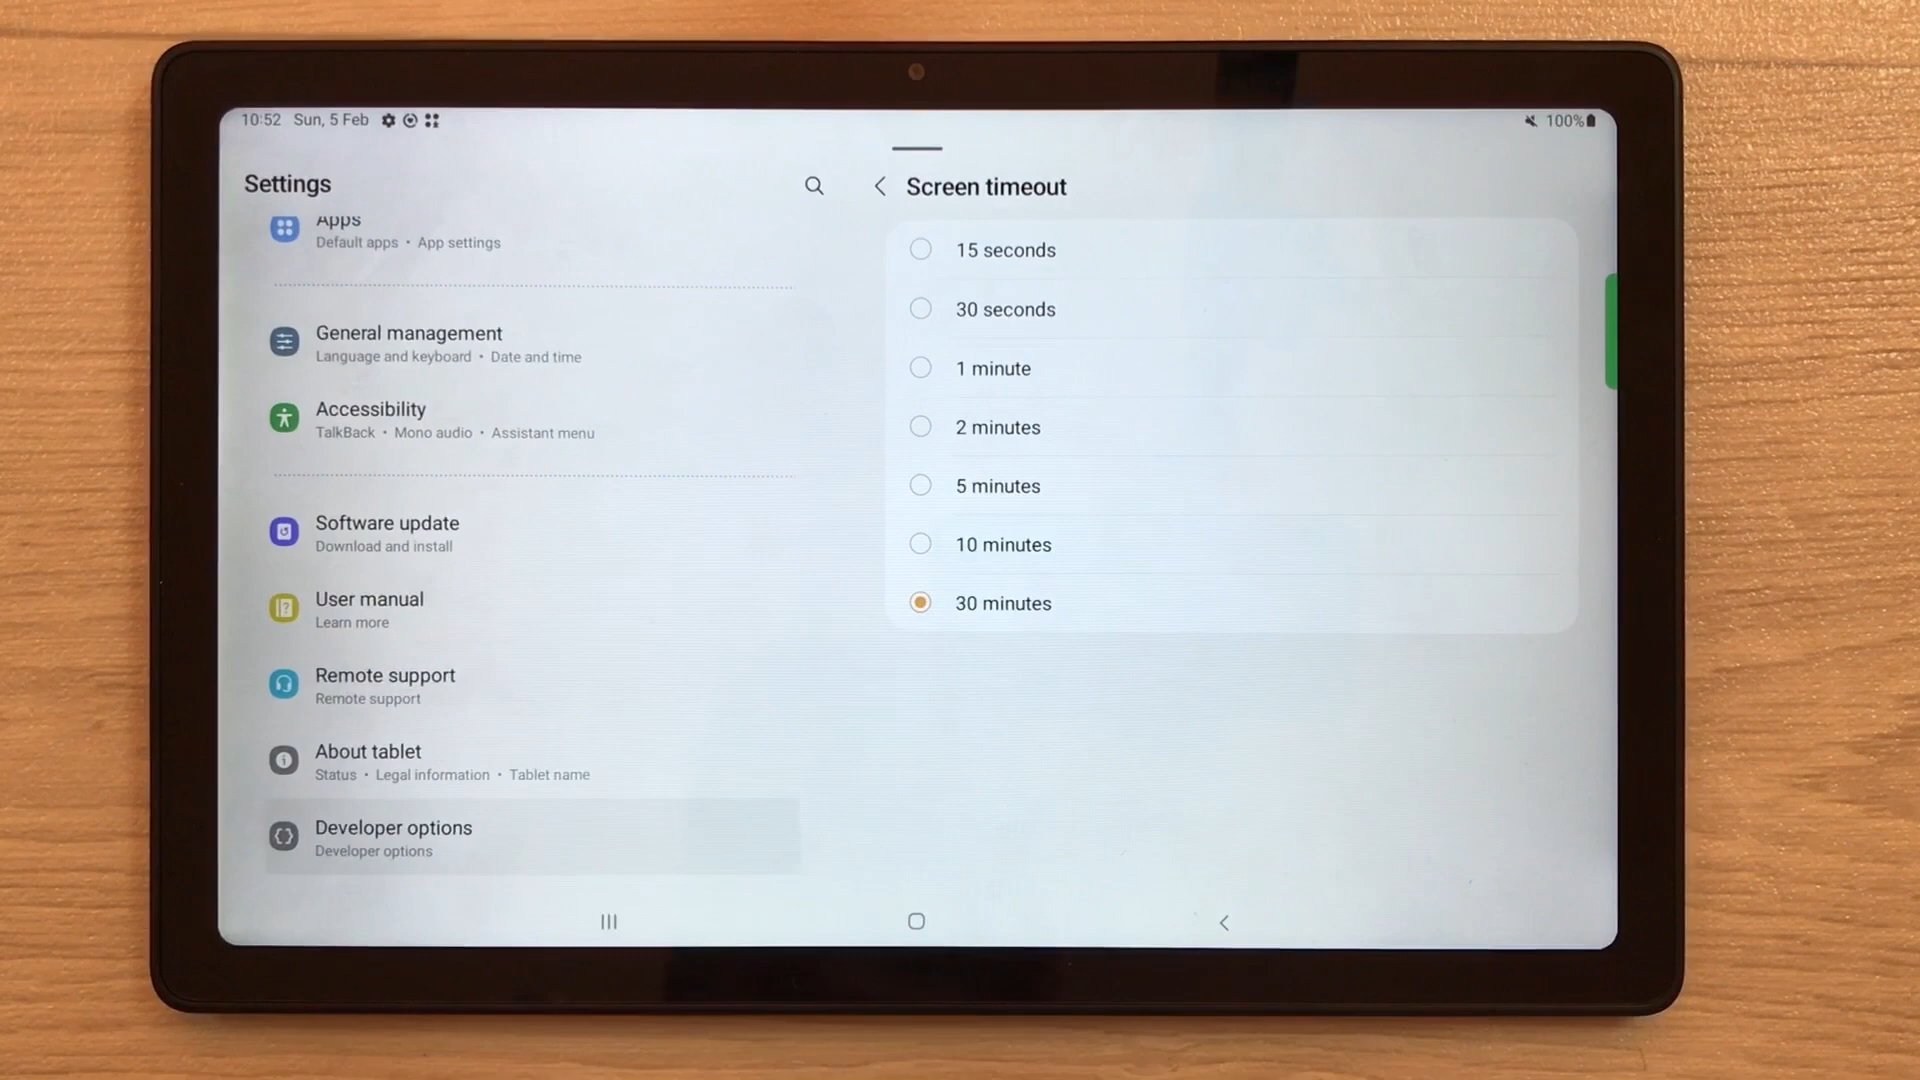 10:52 Sun, 5 Feb
100%
Settings
Apps
Default apps • App settings
General management
Language and keyboard • Date and time
Accessibility
TalkBack • Mono audio • Assistant menu
Software update
Download and install
User manual
Learn more
Remote support
Remote support
About tablet
Status • Legal information • Tablet name
Developer options
Developer options
Screen timeout
15 seconds
30 seconds
1 minute
2 minutes
5 minutes
10 minutes
30 minutes